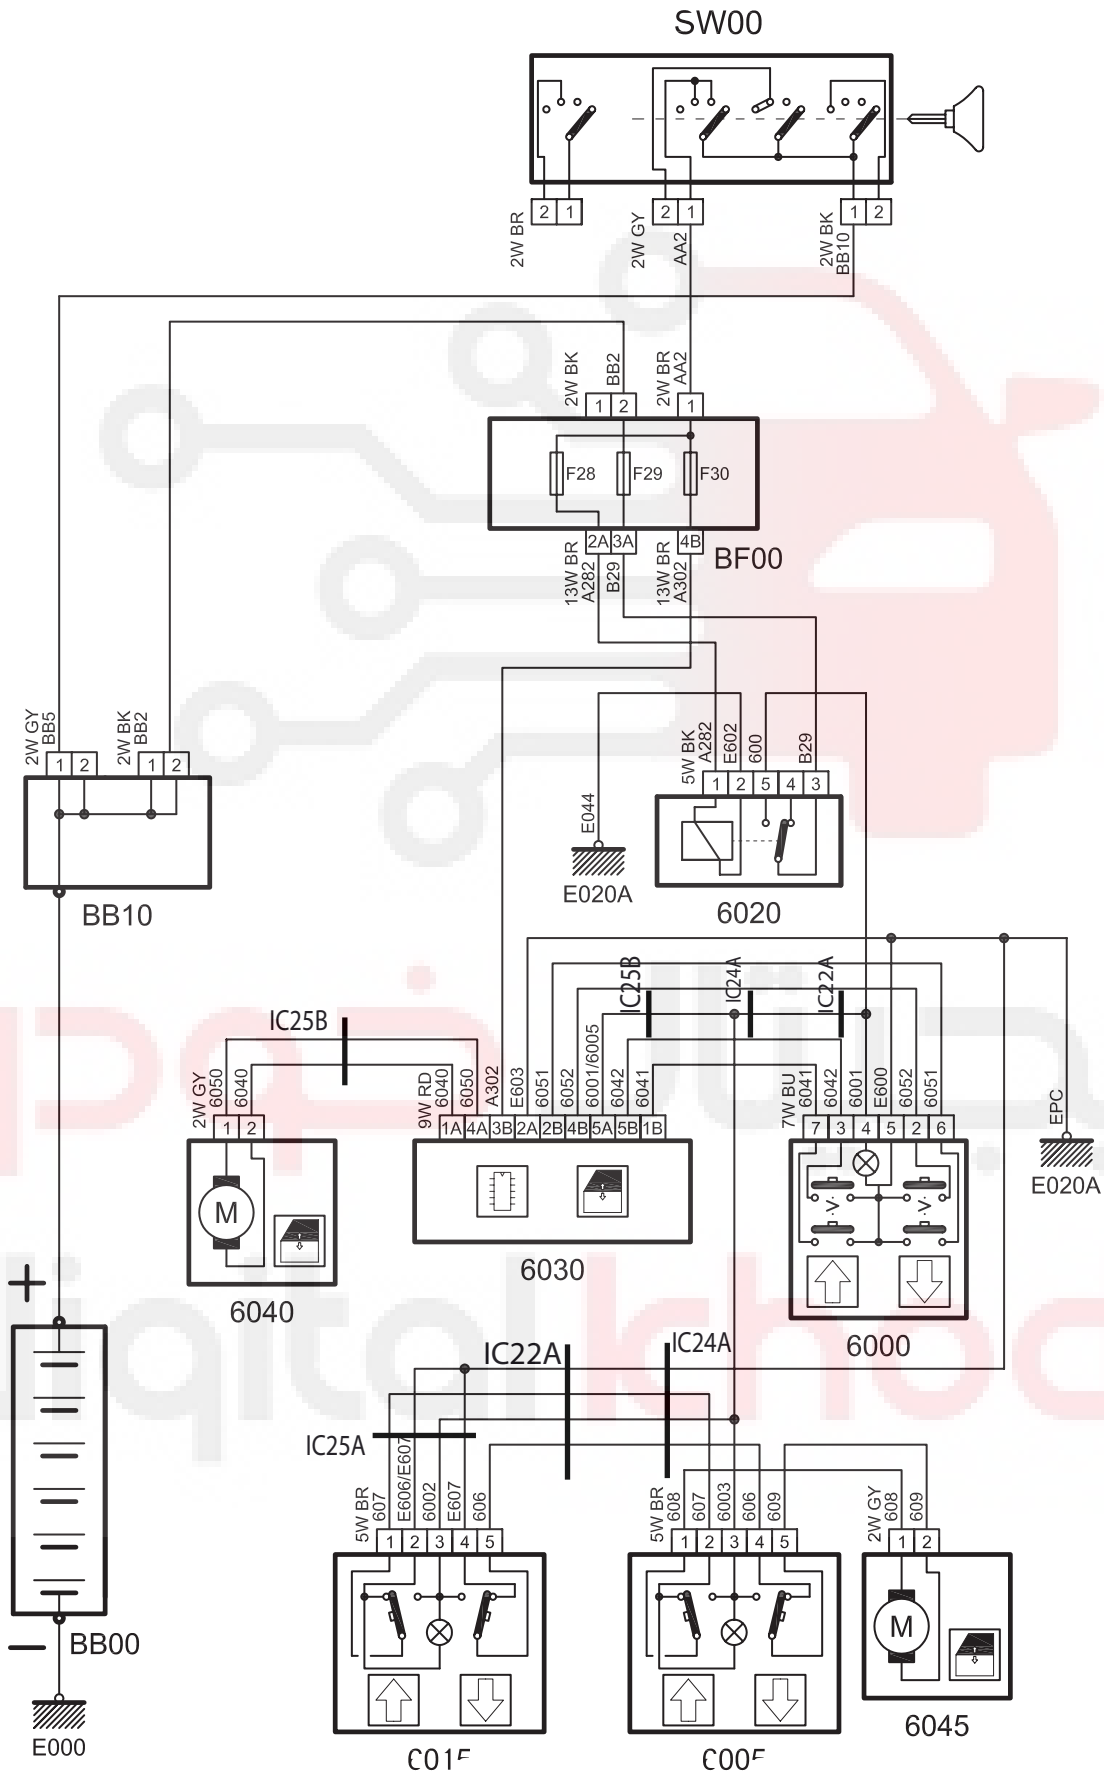 SW00
2 1
2 1
1 2
2W BR
2W GY
AA2
2W BK
BB10
2W BK
BB2
2W BR
AA2
1 2
1
F28
F29
F30
2A 3A
4B
BF00
13W BR
A282
B29
13W BR
A302
2W GY
BB5
2W BK
BB2
1 2
1 2
BB10
5W BK
A282
E602
600
B29
1 2 5 4 3
6020
E044
E020A
IC25B
IC24A
IC22A
IC25B
2W GY
6050
6040
1 2
M
6040
9W RD
6040
6050
A302
E603
6051
6052
6001/6005
6042
6041
1A 4A 3B 2A 2B 4B 5A 5B 1B
6030
7W BU
6041
6042
6001
E600
6052
6051
7 3 4 5 2 6
V V
6000
EPC
E020A
+
−
BB00
E000
IC22A
IC24A
IC25A
5W BR
607
E606/E607
6002
E607
606
1 2 3 4 5
5W BR
608
607
6003
606
609
1 2 3 4 5
2W GY
608
609
1 2
M
6045
digitalkhod